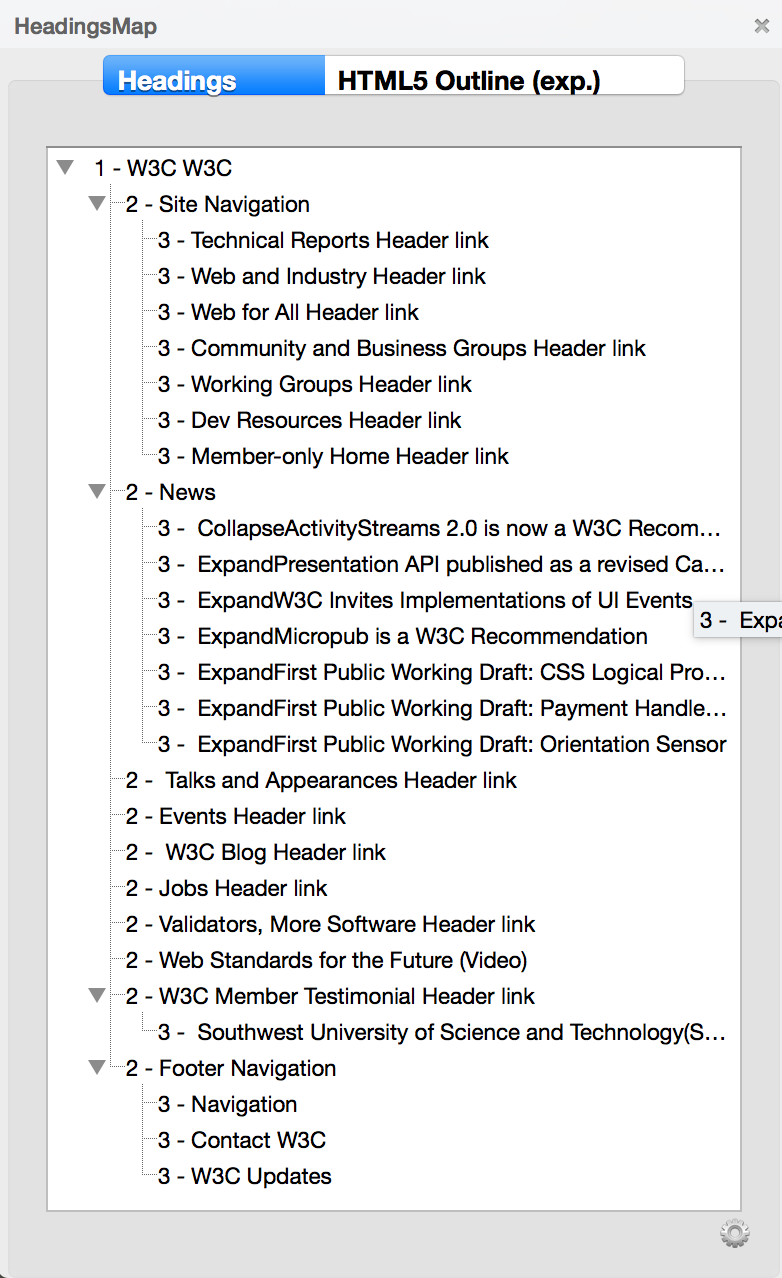 HeadingsMap
Headings
HTML5 Outline (exp.)
1 - W3C W3C
2 - Site Navigation
3 - Technical Reports Header link
3 - Web and Industry Header link
3 - Web for All Header link
3 - Community and Business Groups Header link
3 - Working Groups Header link
3 - Dev Resources Header link
3 - Member-only Home Header link
2 - News
3 - CollapseActivityStreams 2.0 is now a W3C Recom…
3 - ExpandPresentation API published as a revised Ca…
3 - ExpandW3C Invites Implementations of UI Events
3 - Expa
3 - ExpandMicropub is a W3C Recommendation
3 - ExpandFirst Public Working Draft: CSS Logical Pro…
3 - ExpandFirst Public Working Draft: Payment Handle…
3 - ExpandFirst Public Working Draft: Orientation Sensor
2 - Talks and Appearances Header link
2 - Events Header link
2 - W3C Blog Header link
2 - Jobs Header link
2 - Validators, More Software Header link
2 - Web Standards for the Future (Video)
2 - W3C Member Testimonial Header link
3 - Southwest University of Science and Technology(S…
2 - Footer Navigation
3 - Navigation
3 - Contact W3C
3 - W3C Updates